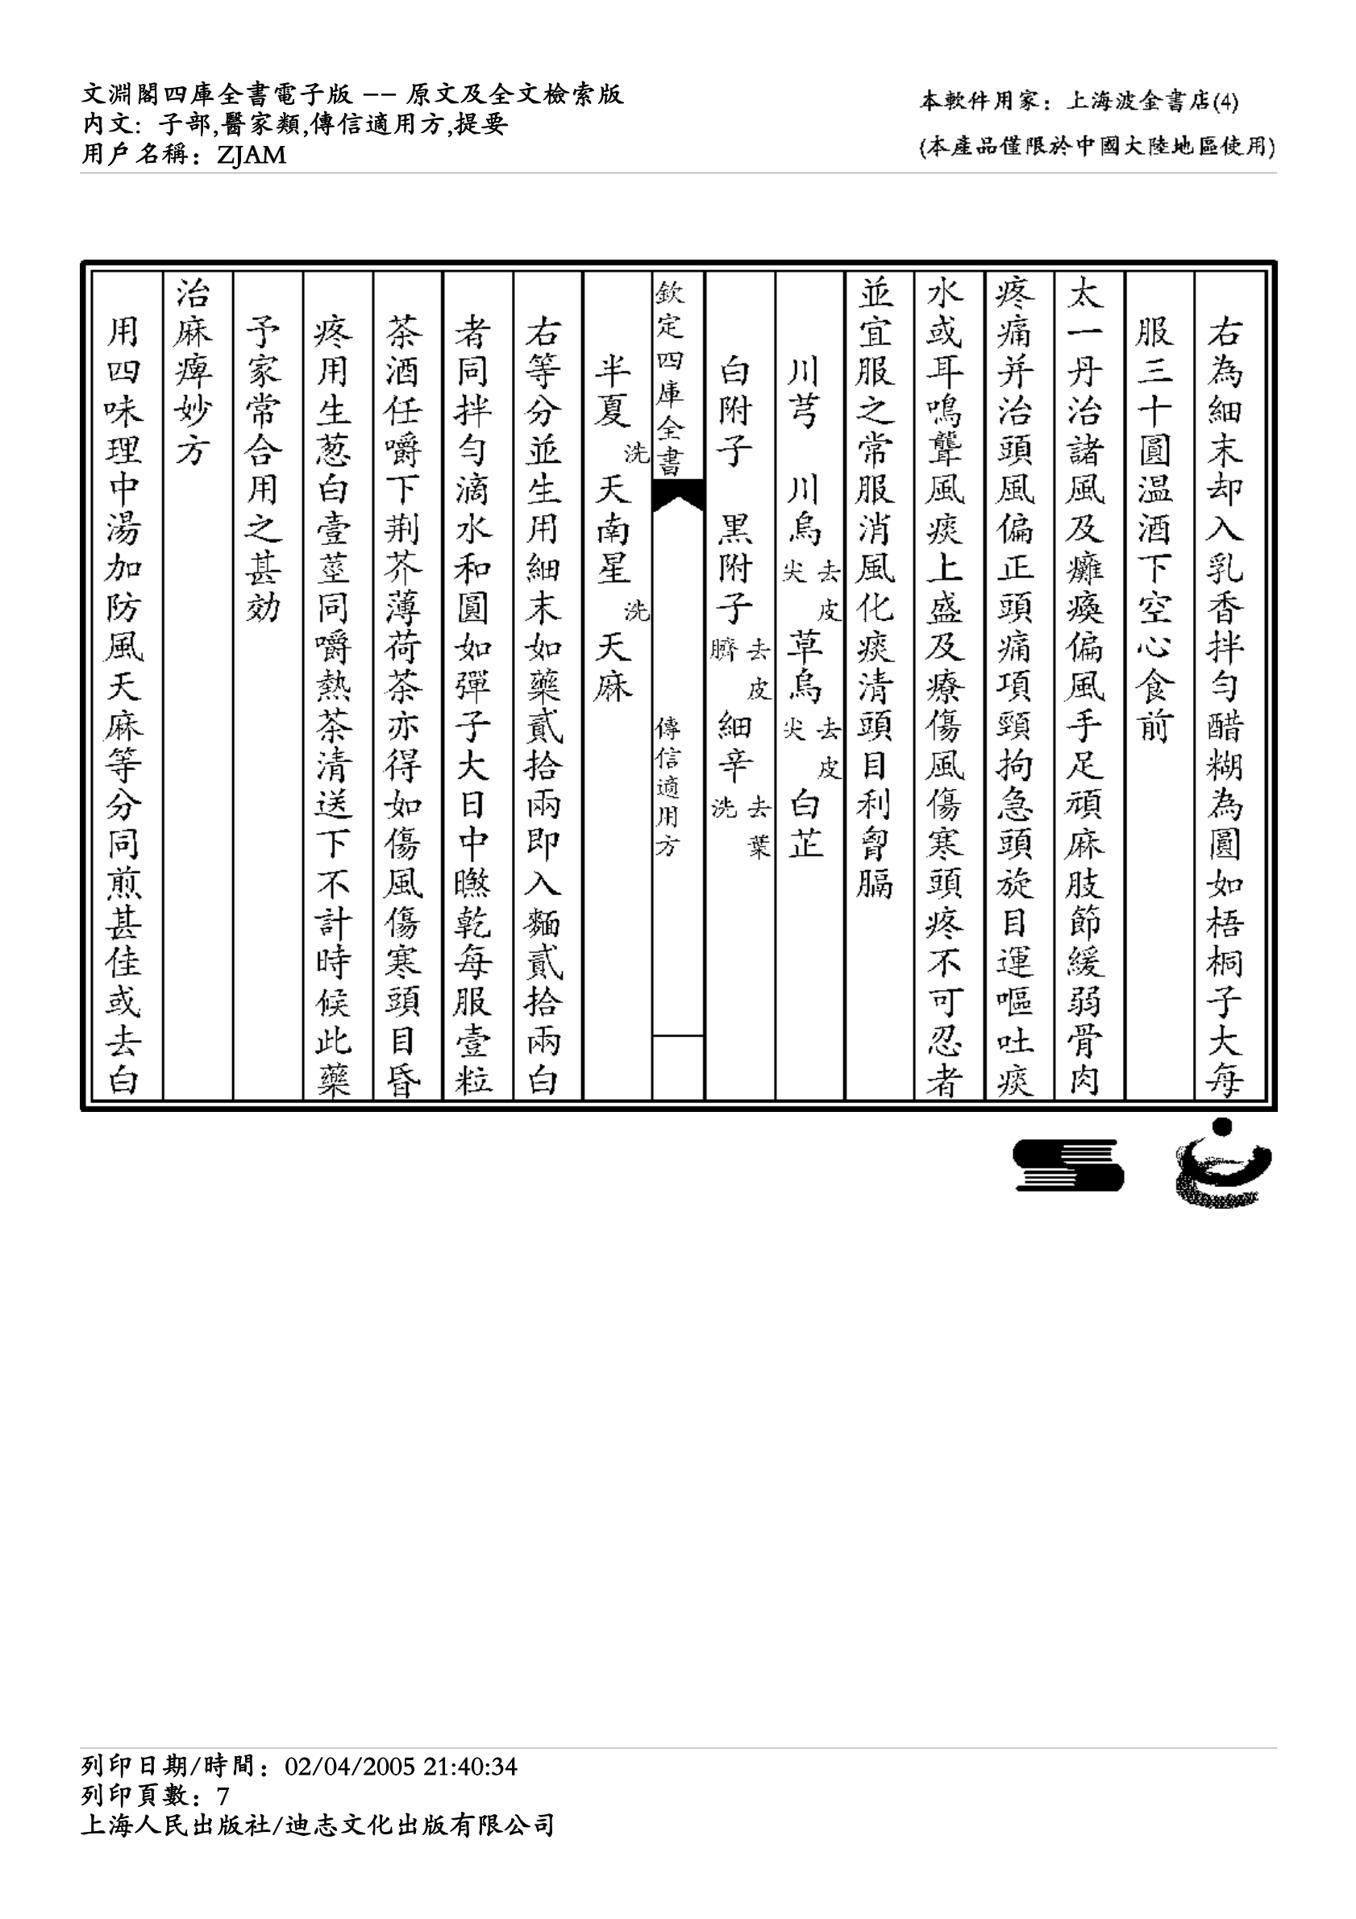 文淵閣四庫全書電子版 -- 原文及全文檢索版
内文: 子部,醫家類,傳信適用方,提要
用戶名稱：ZJAM
本軟件用家：上海波金書店(4)
(本產品僅限於中國大陸地區使用)
右為細末却入乳香拌勻醋糊為圓如梧桐子大每
服三十圓温酒下空心食前
太一丹治諸風及癱瘓偏風手足頑麻肢節緩弱骨肉
疼痛并治頭風偏正頭痛項頸拘急頭旋目運嘔吐痰
水或耳鳴聾風痰上盛及療傷風傷寒頭疼不可忍者
並宜服之常服消風化痰清頭目利胷膈
川芎 川烏去皮尖 草烏去皮尖 白芷
白附子 黑附子去皮臍 細辛去葉洗
欽定四庫全書 傳信適用方
半夏洗 天南星洗 天麻
右等分並生用細末如藥貳拾兩即入麵貳拾兩白
者同拌勻滴水和圓如彈子大日中㬠乾每服壹粒
茶酒任嚼下荆芥薄荷茶亦得如傷風傷寒頭目昏
疼用生葱白壹莖同嚼熱茶清送下不計時候此藥
予家常合用之甚効
治麻痺妙方
用四味理中湯加防風天麻等分同煎甚佳或去白
列印日期/時間：02/04/2005 21:40:34
列印頁數：7
上海人民出版社/迪志文化出版有限公司